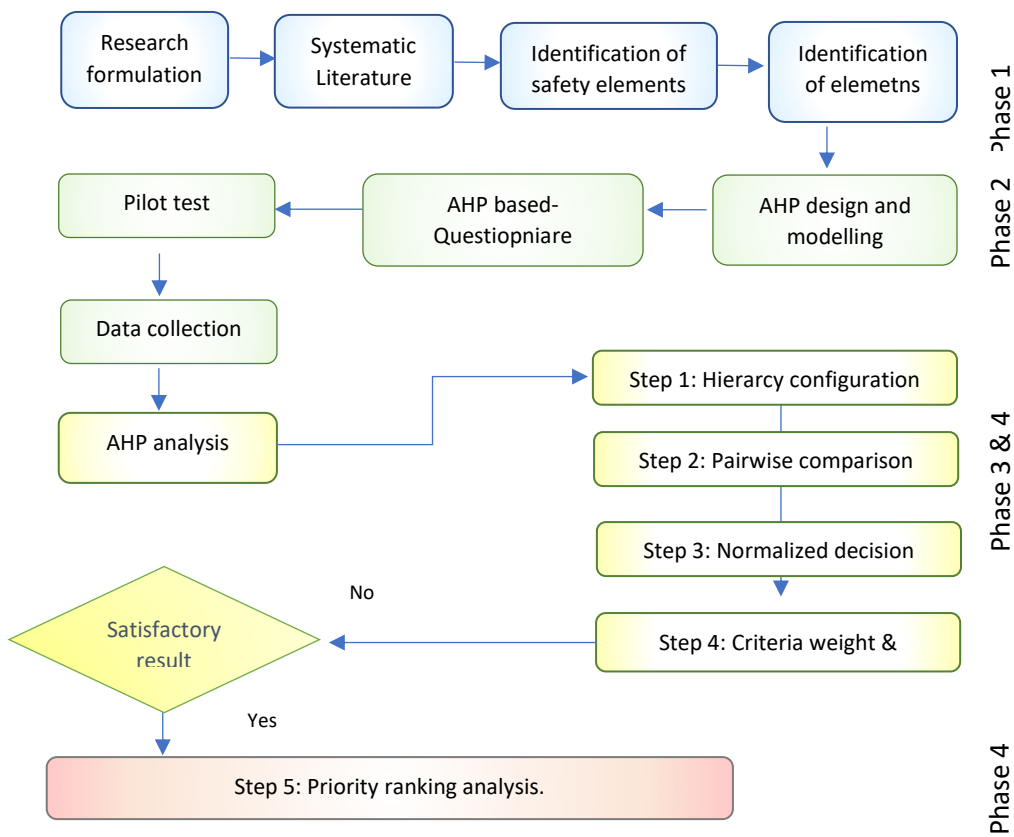 Research
formulation
Systematic
Literature
Identification of
safety elements
Identification
of elemetns
Phase 1
Pilot test
AHP based-
Questiopniare
AHP design and
modelling
Phase 2
Data collection
AHP analysis
Step 1: Hierarcy configuration
Step 2: Pairwise comparison
Step 3: Normalized decision
Step 4: Criteria weight &
Phase 3 & 4
No
Satisfactory
result
Yes
Step 5: Priority ranking analysis.
Phase 4